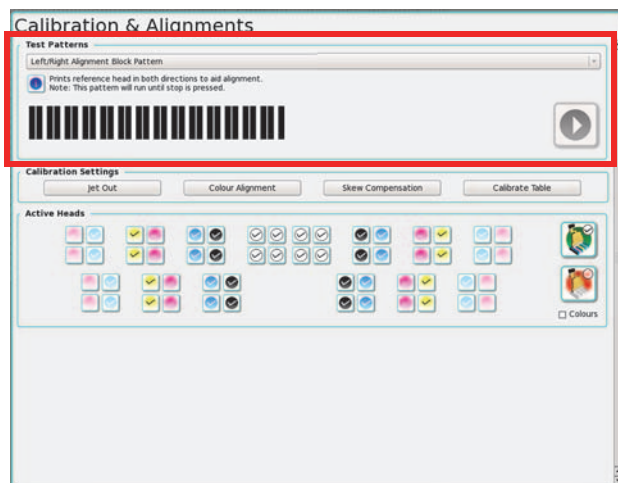 Calibration & Alignments
Test Patterns
Left/Right Alignment Block Pattern
Prints reference head in both directions to aid alignment.
Note: This pattern will run until stop is pressed.
Calibration Settings
Jet Out
Colour Alignment
Skew Compensation
Calibrate Table
Active Heads
Colours